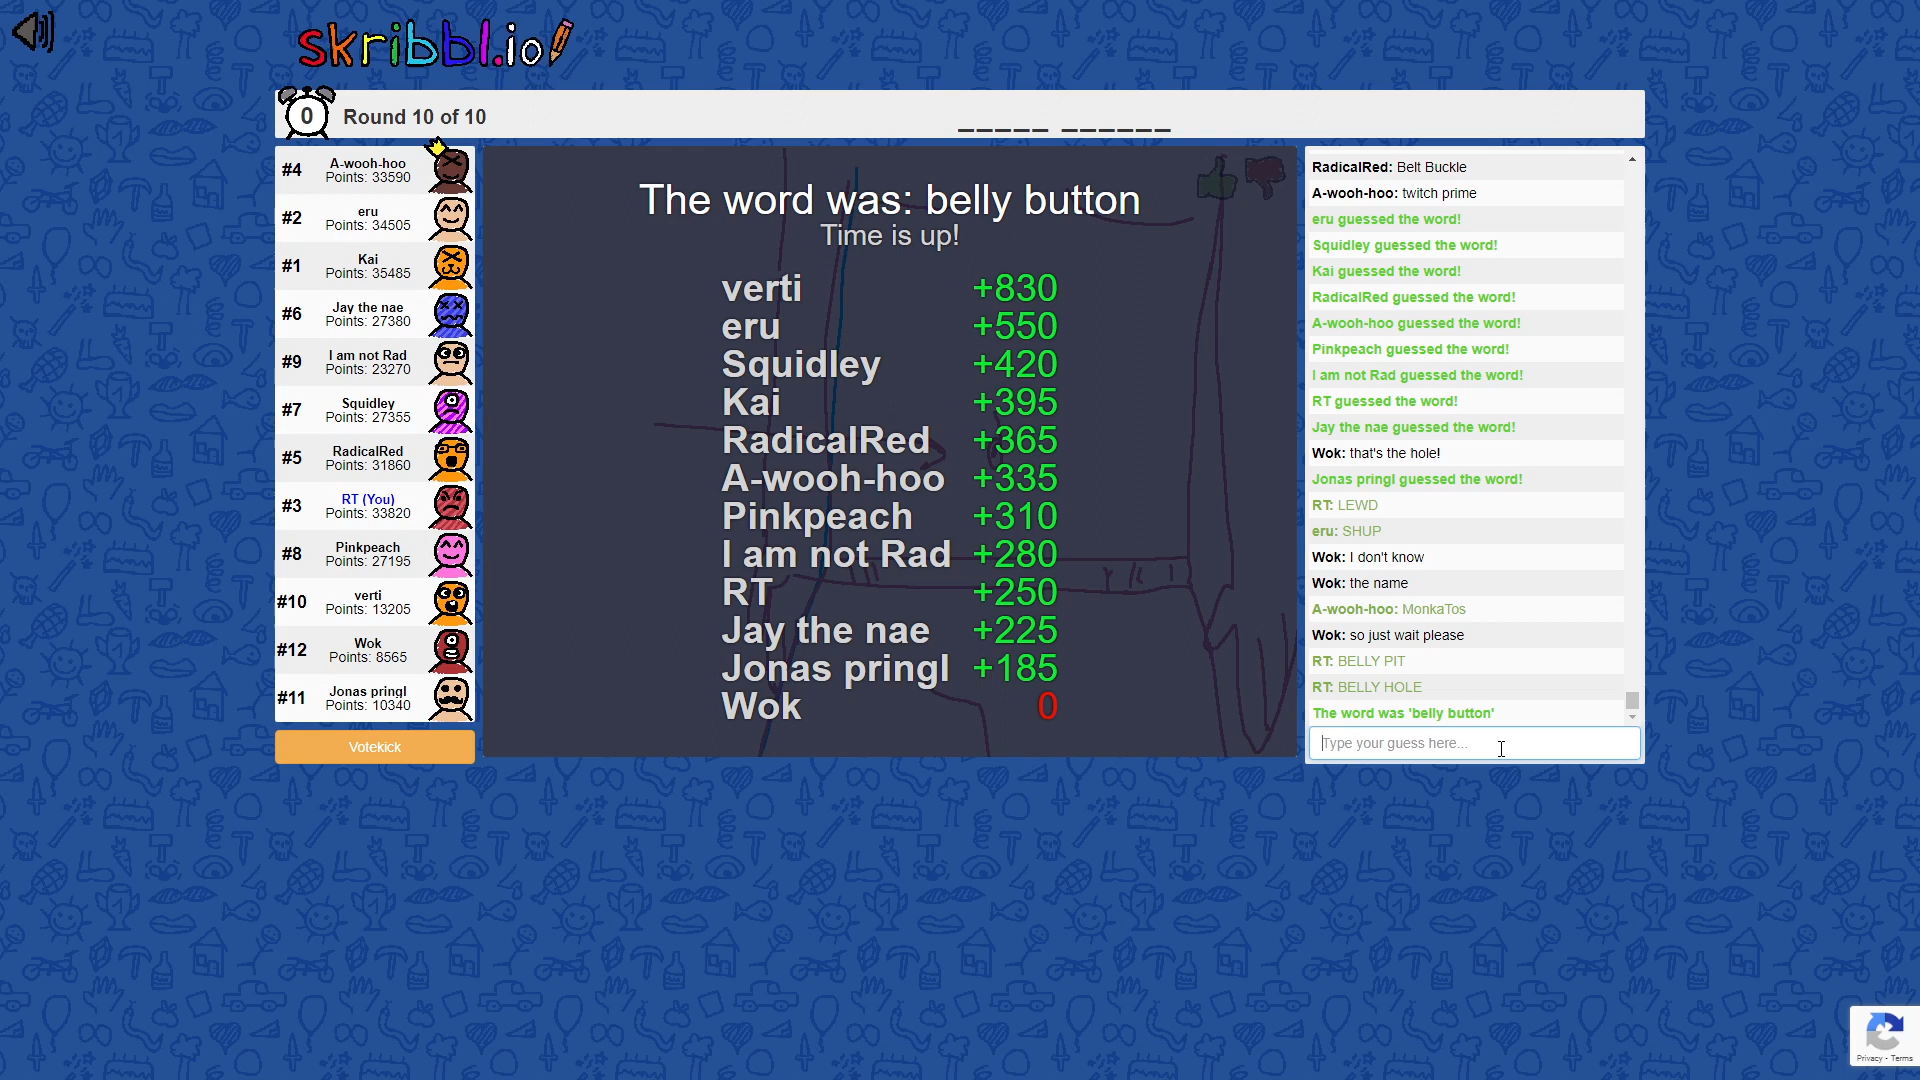 skribbl.io
0 Round 10 of 10
_____ ______
#4 A-wooh-hoo
Points: 33590
#2 eru
Points: 34505
#1 Kai
Points: 35485
#6 Jay the nae
Points: 27380
#9 I am not Rad
Points: 23270
#7 Squidley
Points: 27355
#5 RadicalRed
Points: 31860
#3 RT (You)
Points: 33820
#8 Pinkpeach
Points: 27195
#10 verti
Points: 13205
#12 Wok
Points: 8565
#11 Jonas pringl
Points: 10340
Votekick
The word was: belly button
Time is up!
verti +830
eru +550
Squidley +420
Kai +395
RadicalRed +365
A-wooh-hoo +335
Pinkpeach +310
I am not Rad +280
RT +250
Jay the nae +225
Jonas pringl +185
Wok 0
RadicalRed: Belt Buckle
A-wooh-hoo: twitch prime
eru guessed the word!
Squidley guessed the word!
Kai guessed the word!
RadicalRed guessed the word!
A-wooh-hoo guessed the word!
Pinkpeach guessed the word!
I am not Rad guessed the word!
RT guessed the word!
Jay the nae guessed the word!
Wok: that's the hole!
Jonas pringl guessed the word!
RT: LEWD
eru: SHUP
Wok: I don't know
Wok: the name
A-wooh-hoo: MonkaTos
Wok: so just wait please
RT: BELLY PIT
RT: BELLY HOLE
The word was 'belly button'
Type your guess here...
Privacy - Terms